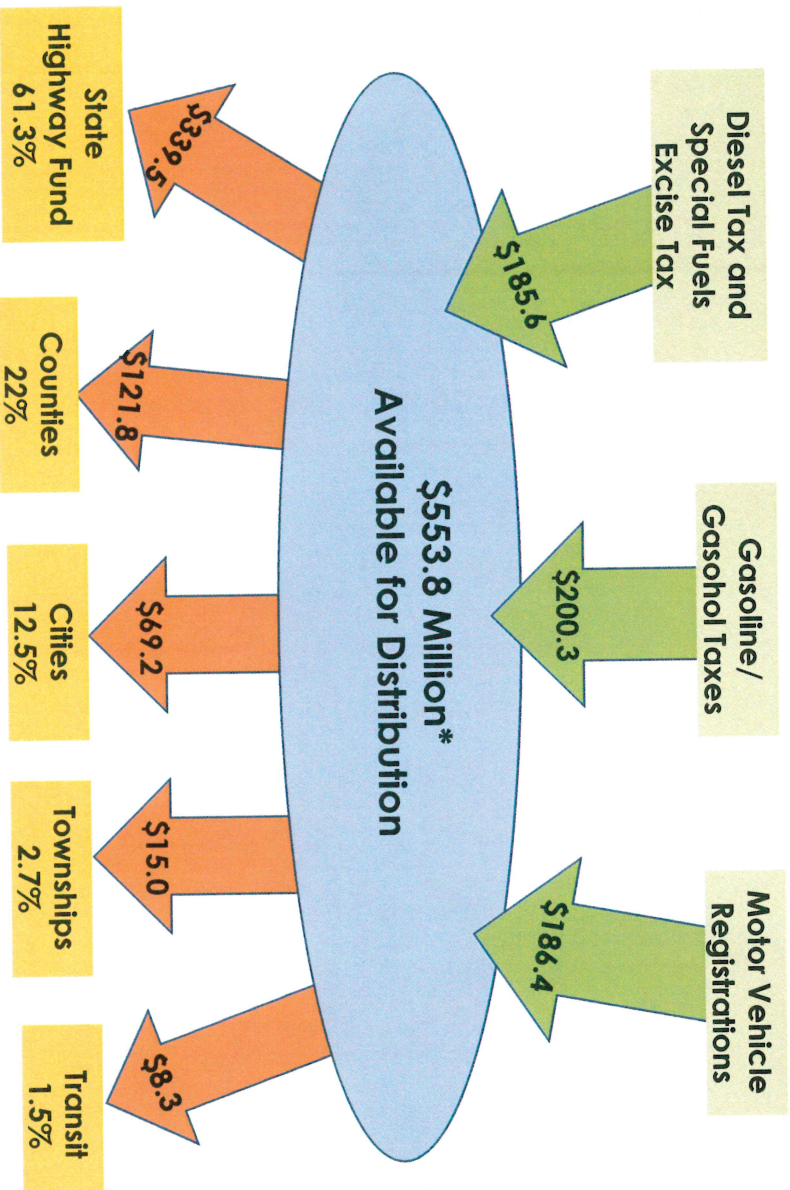 Diesel Tax and
Special Fuels
Excise Tax
Gasoline/
Gasohol Taxes
Motor Vehicle
Registrations
$185.6
$200.3
$186.4
$553.8 Million*
Available for Distribution
$339.5
$121.8
$69.2
$15.0
$8.3
State
Highway Fund
61.3%
Counties
22%
Cities
12.5%
Townships
2.7%
Transit
1.5%